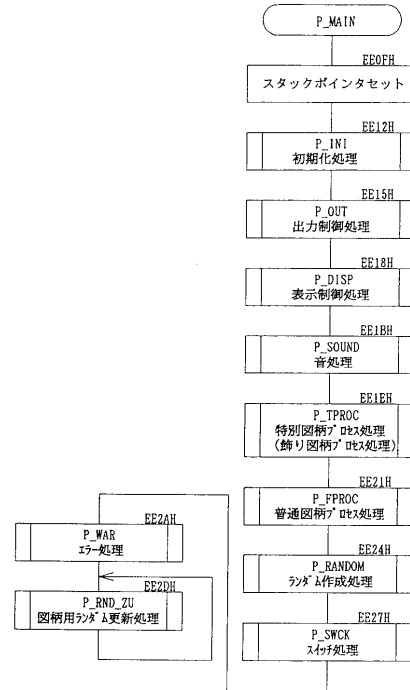 P_MAIN
EE0FH
スタックポインタセット
EE12H
P_INI
初期化処理
EE15H
P_OUT
出力制御処理
EE18H
P_DISP
表示制御処理
EE1BH
P_SOUND
音処理
EE1EH
P_TPROC
特別図柄ﾌﾟﾛｾｽ処理
(飾り図柄ﾌﾟﾛｾｽ処理)
EE21H
P_FPROC
普通図柄ﾌﾟﾛｾｽ処理
EE24H
P_RANDOM
ﾗﾝﾀﾞﾑ作成処理
EE27H
P_SWCK
ｽｲｯﾁ処理
EE2AH
P_WAR
ｴﾗｰ処理
EE2DH
P_RND_ZU
図柄用ﾗﾝﾀﾞﾑ更新処理